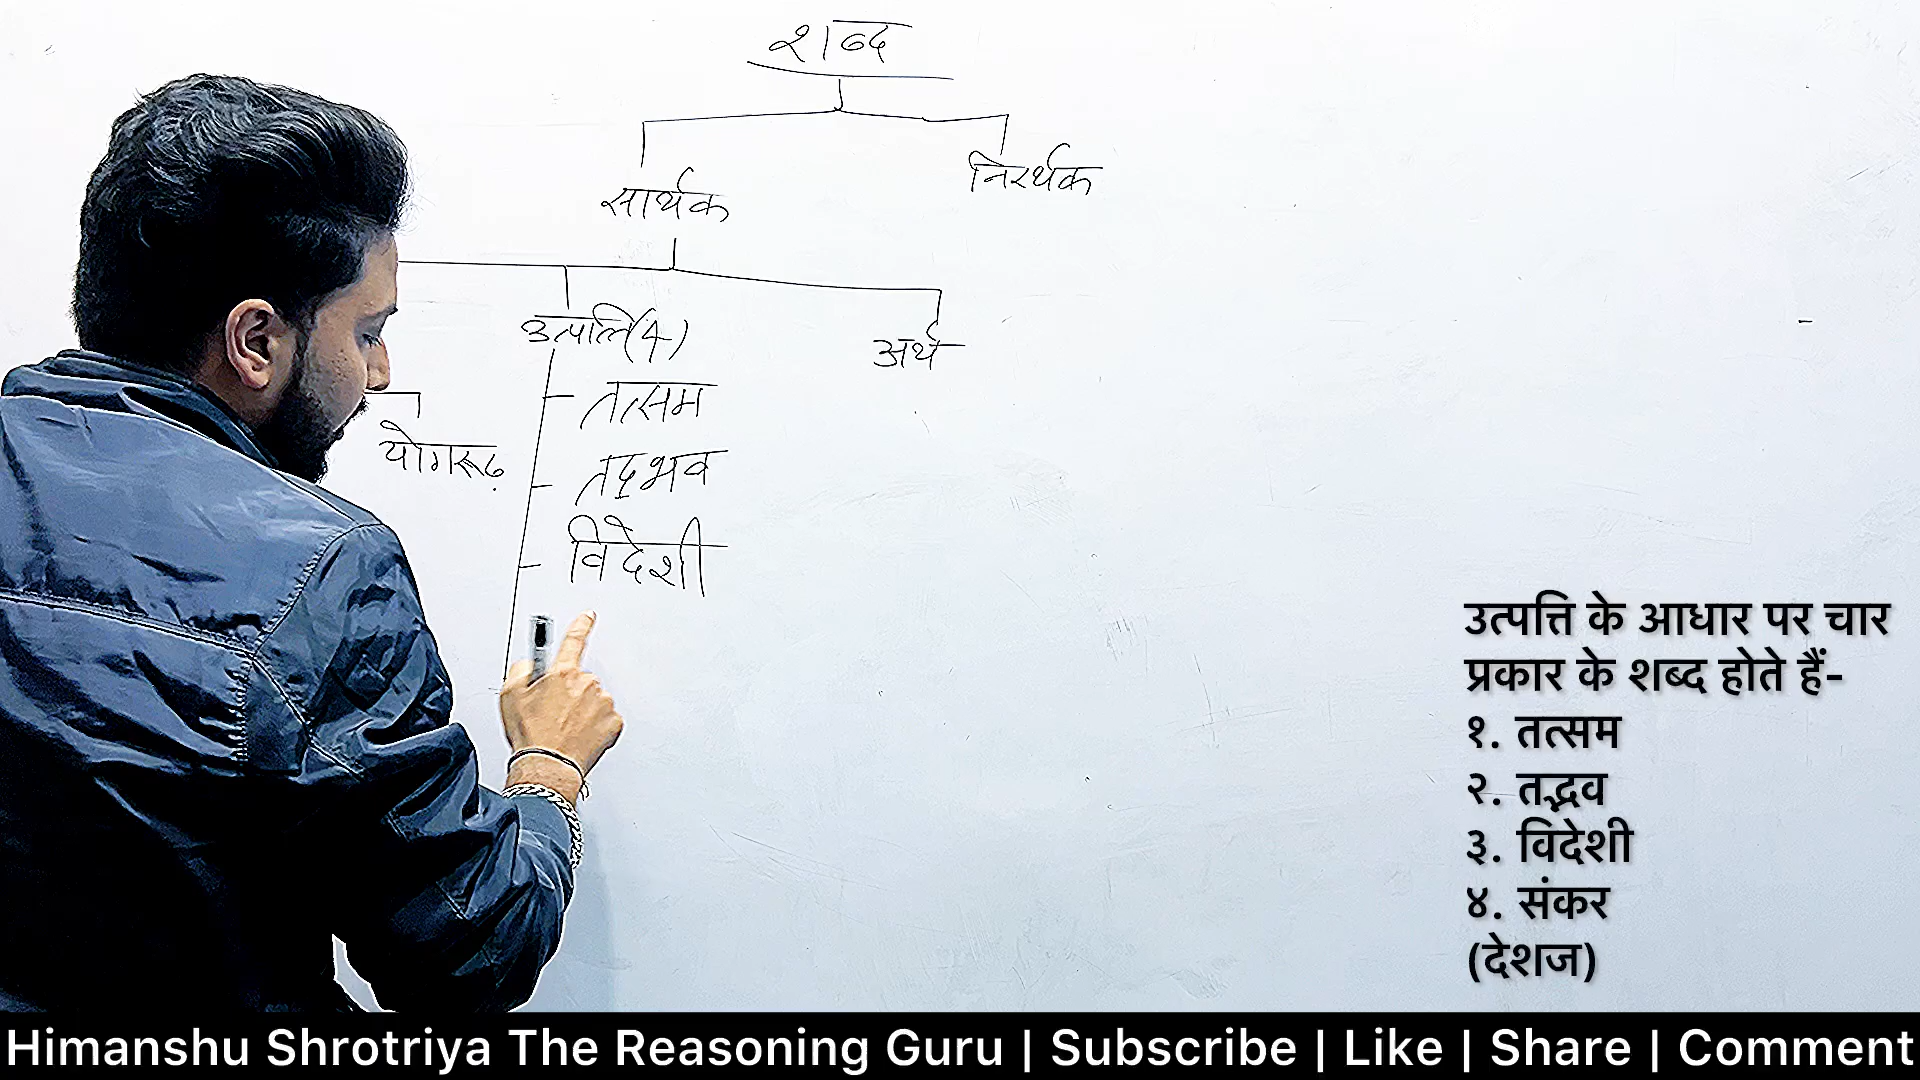 शब्द
सार्थक
निरर्थक
उत्पत्ति(4)
अर्थ
योगरूढ़
तत्सम
तद्भव
विदेशी
उत्पत्ति के आधार पर चार
प्रकार के शब्द होते हैं-
१. तत्सम
२. तद्भव
३. विदेशी
४. संकर
(देशज)
Himanshu Shrotriya The Reasoning Guru | Subscribe | Like | Share | Comment